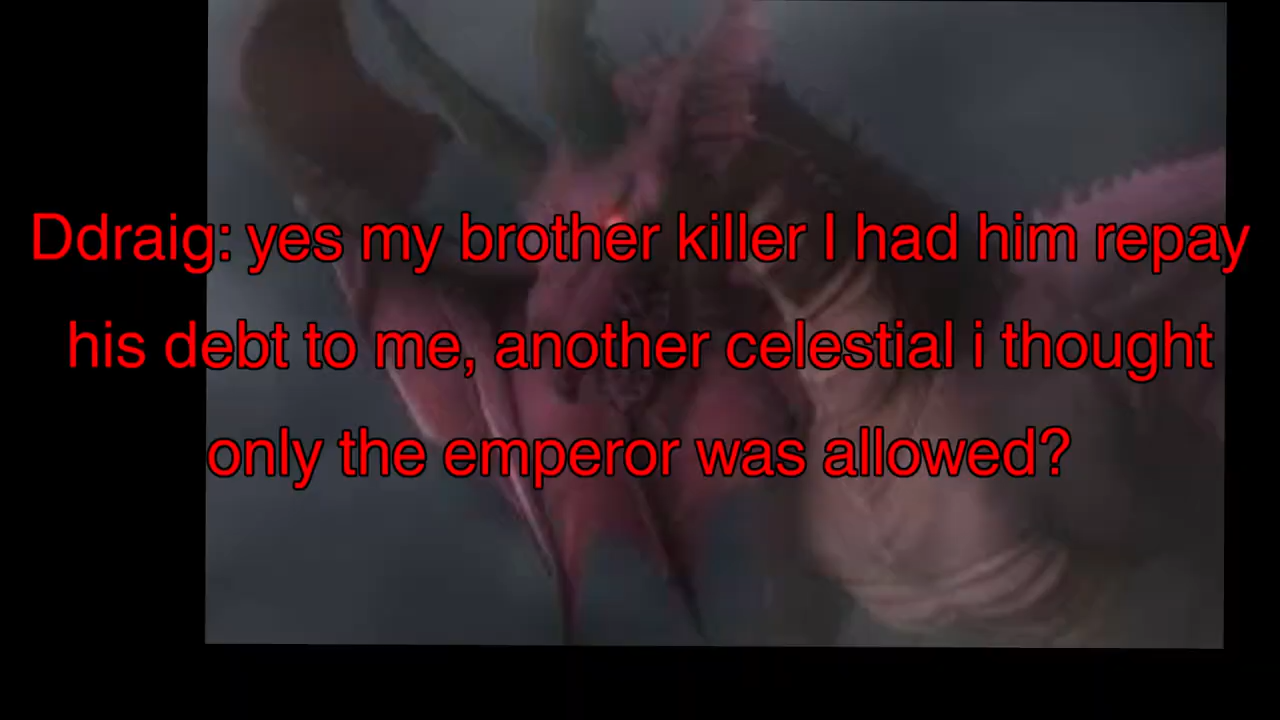 Ddraig: yes my brother killer I had him repay
his debt to me, another celestial i thought
only the emperor was allowed?